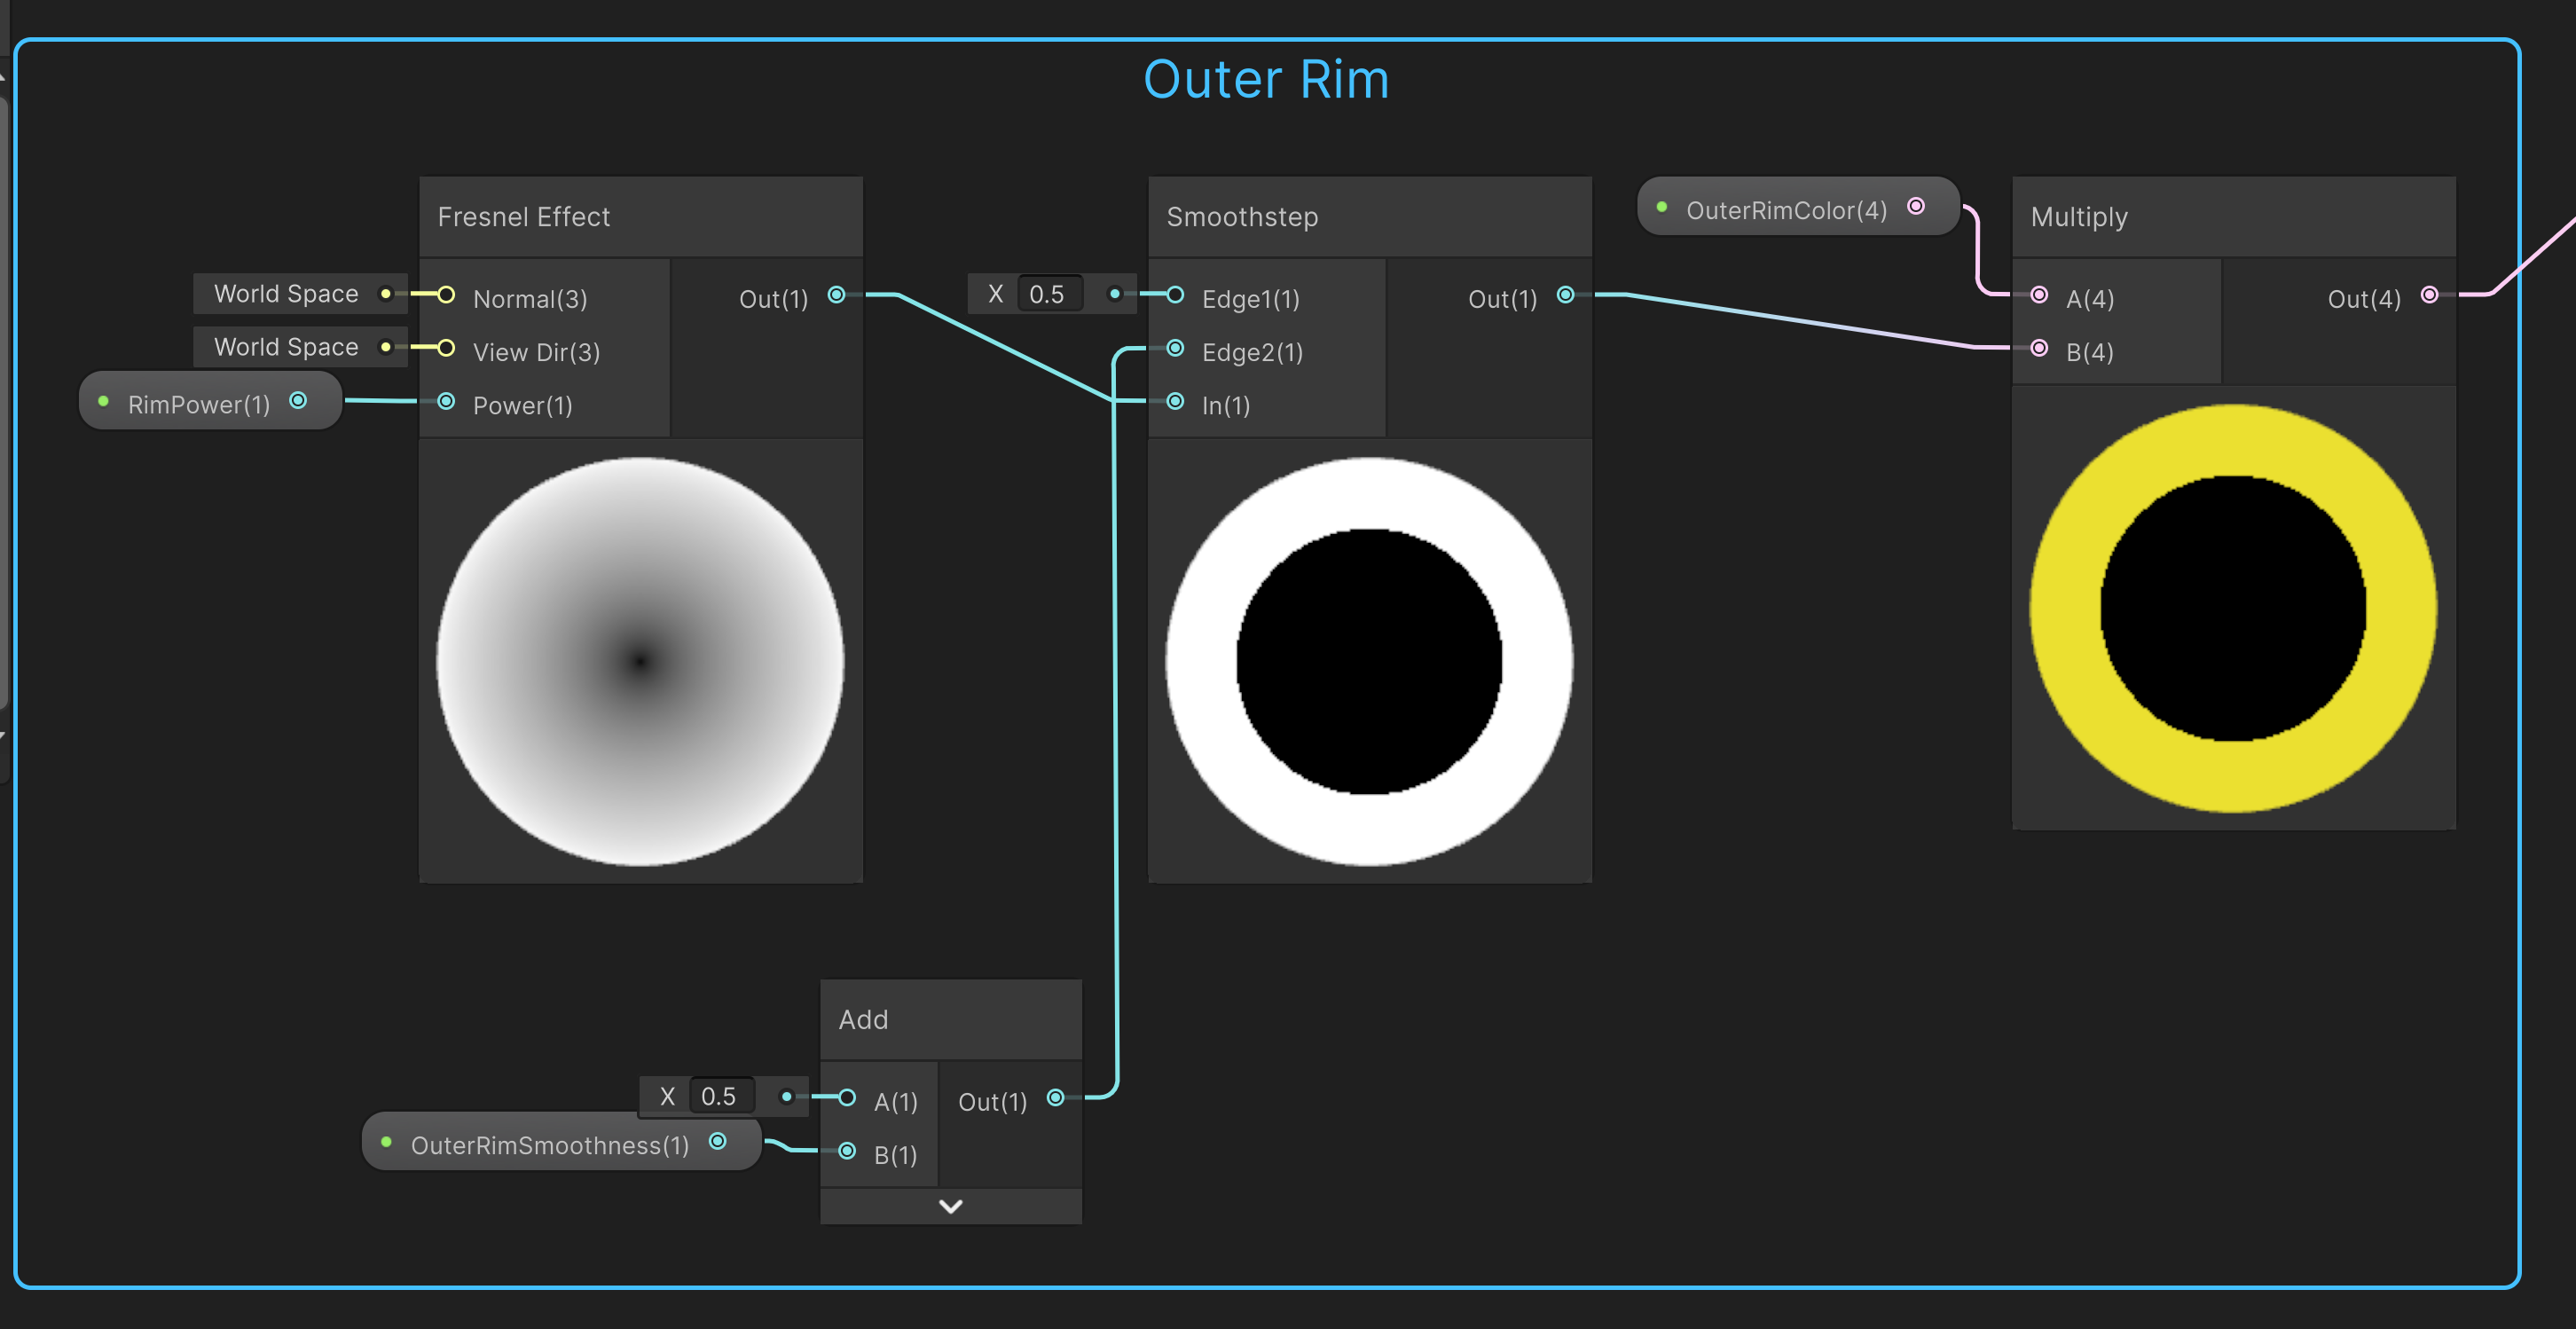 Outer Rim
Fresnel Effect
World Space
Normal(3)
Out(1)
World Space
View Dir(3)
RimPower(1)
Power(1)
Smoothstep
X 0.5
Edge1(1)
Out(1)
Edge2(1)
In(1)
OuterRimColor(4)
Multiply
A(4)
Out(4)
B(4)
Add
X 0.5
A(1)
Out(1)
OuterRimSmoothness(1)
B(1)